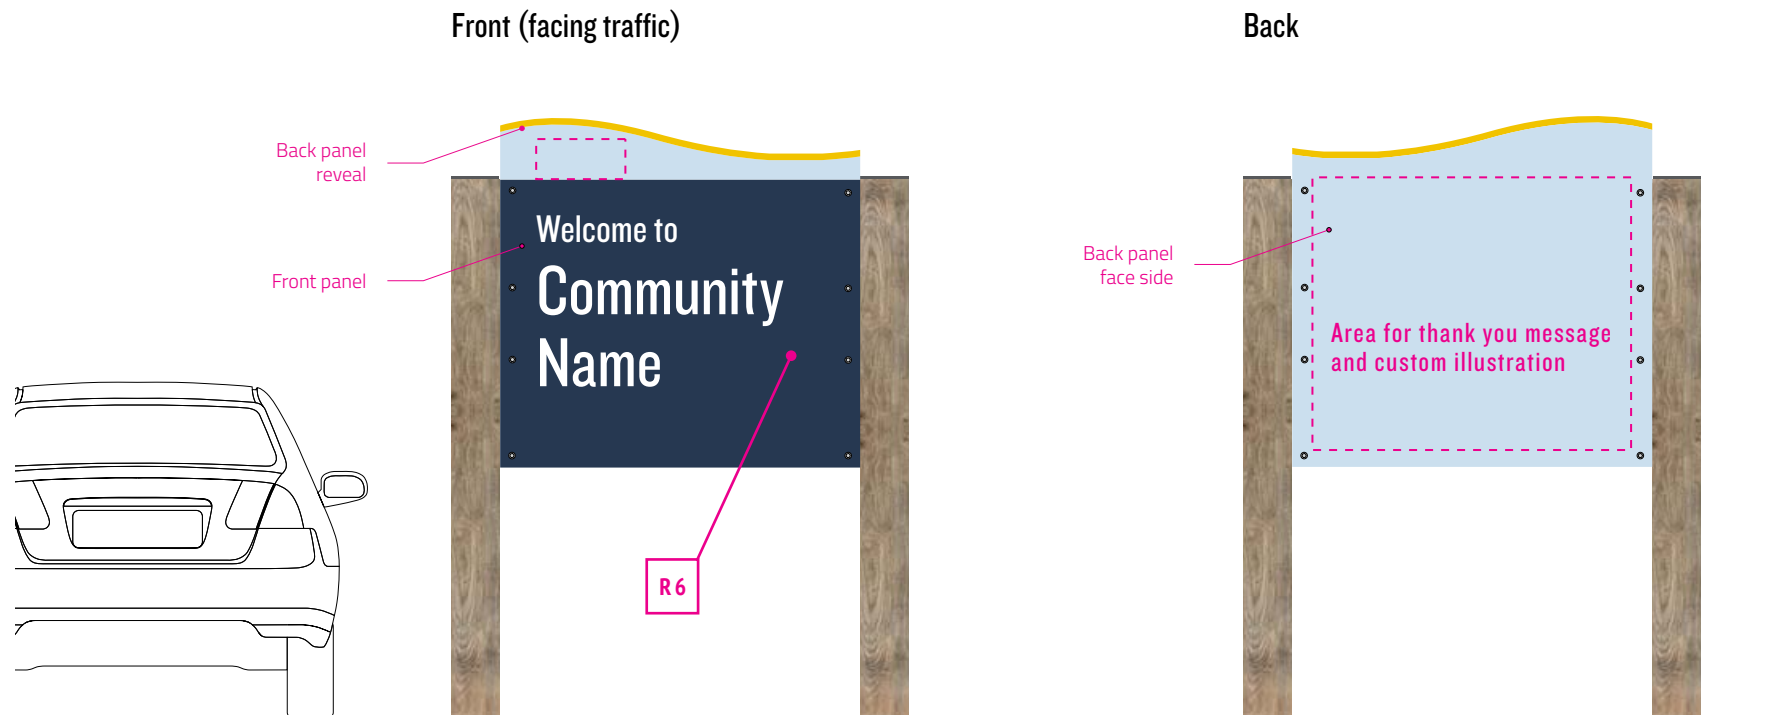 Front (facing traffic)
Back
Back panel
reveal
Front panel
Welcome to
Community
Name
R6
Back panel
face side
Area for thank you message
and custom illustration